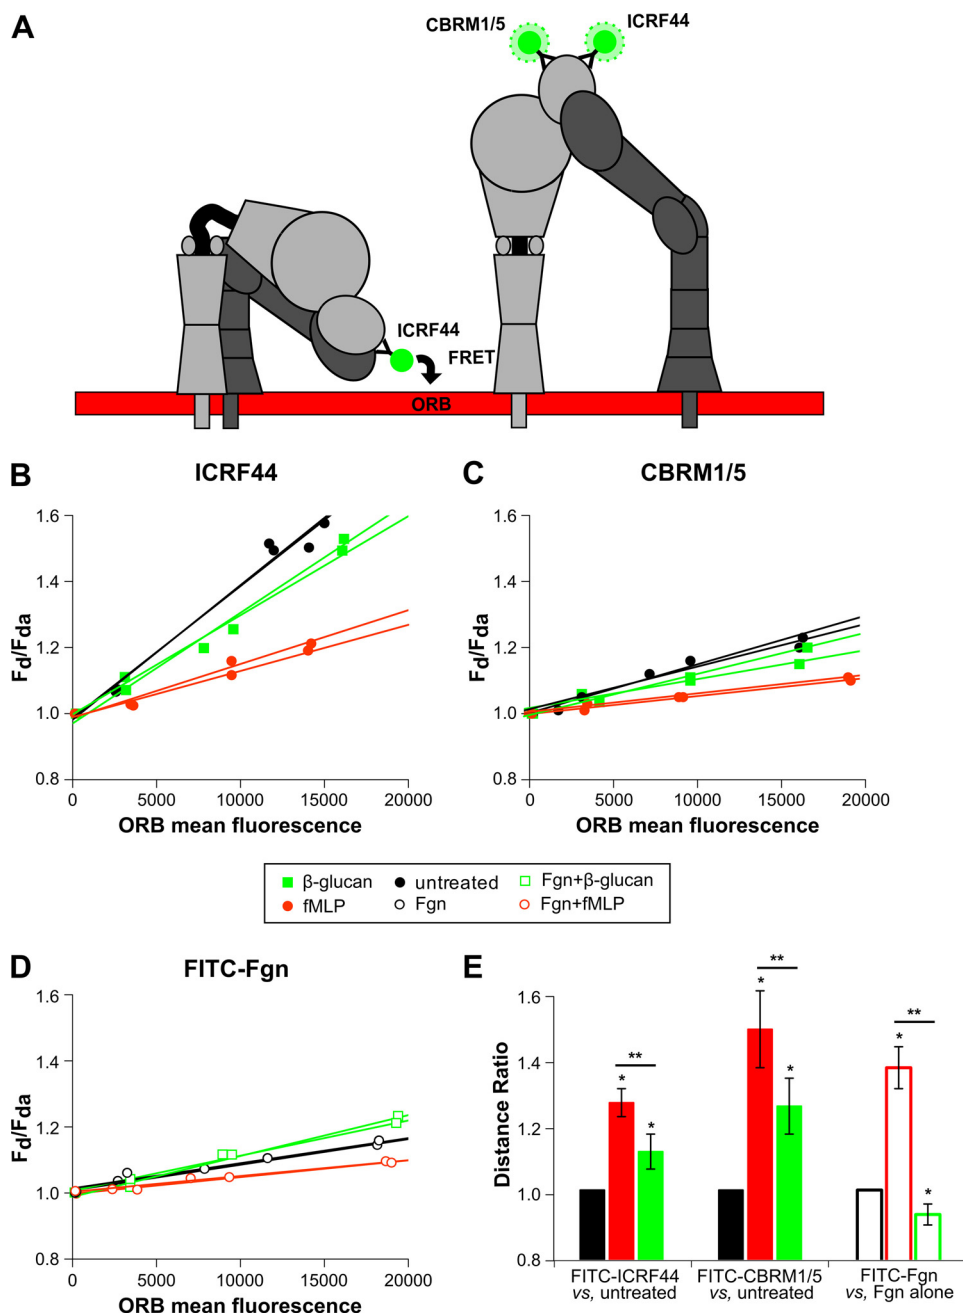 A
CBRM1/5
ICRF44
ICRF44
FRET
ORB
B
ICRF44
1.6
1.4
1.2
1.0
0.8
Fd/Fda
0
5000
10000
15000
20000
ORB mean fluorescence
C
CBRM1/5
1.6
1.4
1.2
1.0
0.8
Fd/Fda
0
5000
10000
15000
20000
ORB mean fluorescence
β-glucan
untreated
Fgn+β-glucan
fMLP
Fgn
Fgn+fMLP
D
FITC-Fgn
1.6
1.4
1.2
1.0
0.8
Fd/Fda
0
5000
10000
15000
20000
ORB mean fluorescence
E
1.6
1.4
1.2
1.0
0.8
Distance Ratio
**
*
*
**
*
*
**
*
*
FITC-ICRF44
vs, untreated
FITC-CBRM1/5
vs, untreated
FITC-Fgn
vs, Fgn alone